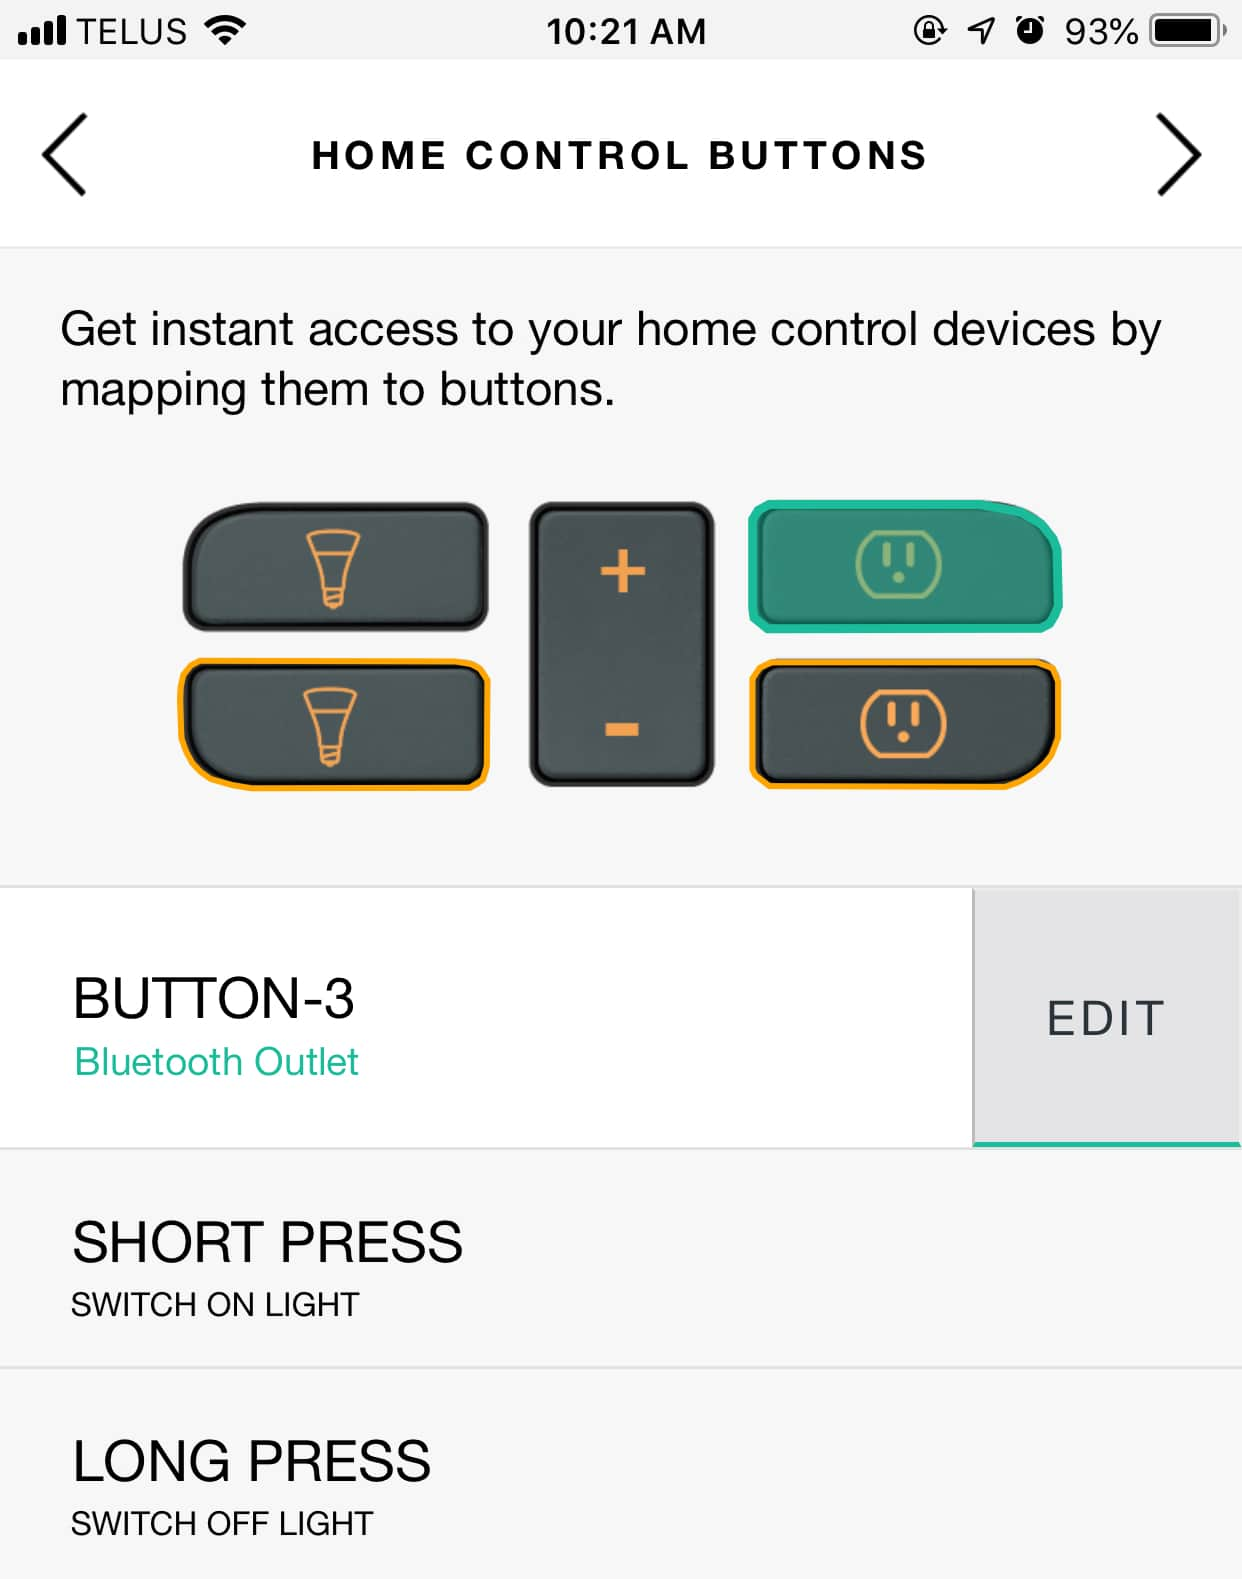 TELUS 10:21 AM 93%
HOME CONTROL BUTTONS
Get instant access to your home control devices by
mapping them to buttons.
+
-
BUTTON-3
Bluetooth Outlet
EDIT
SHORT PRESS
SWITCH ON LIGHT
LONG PRESS
SWITCH OFF LIGHT